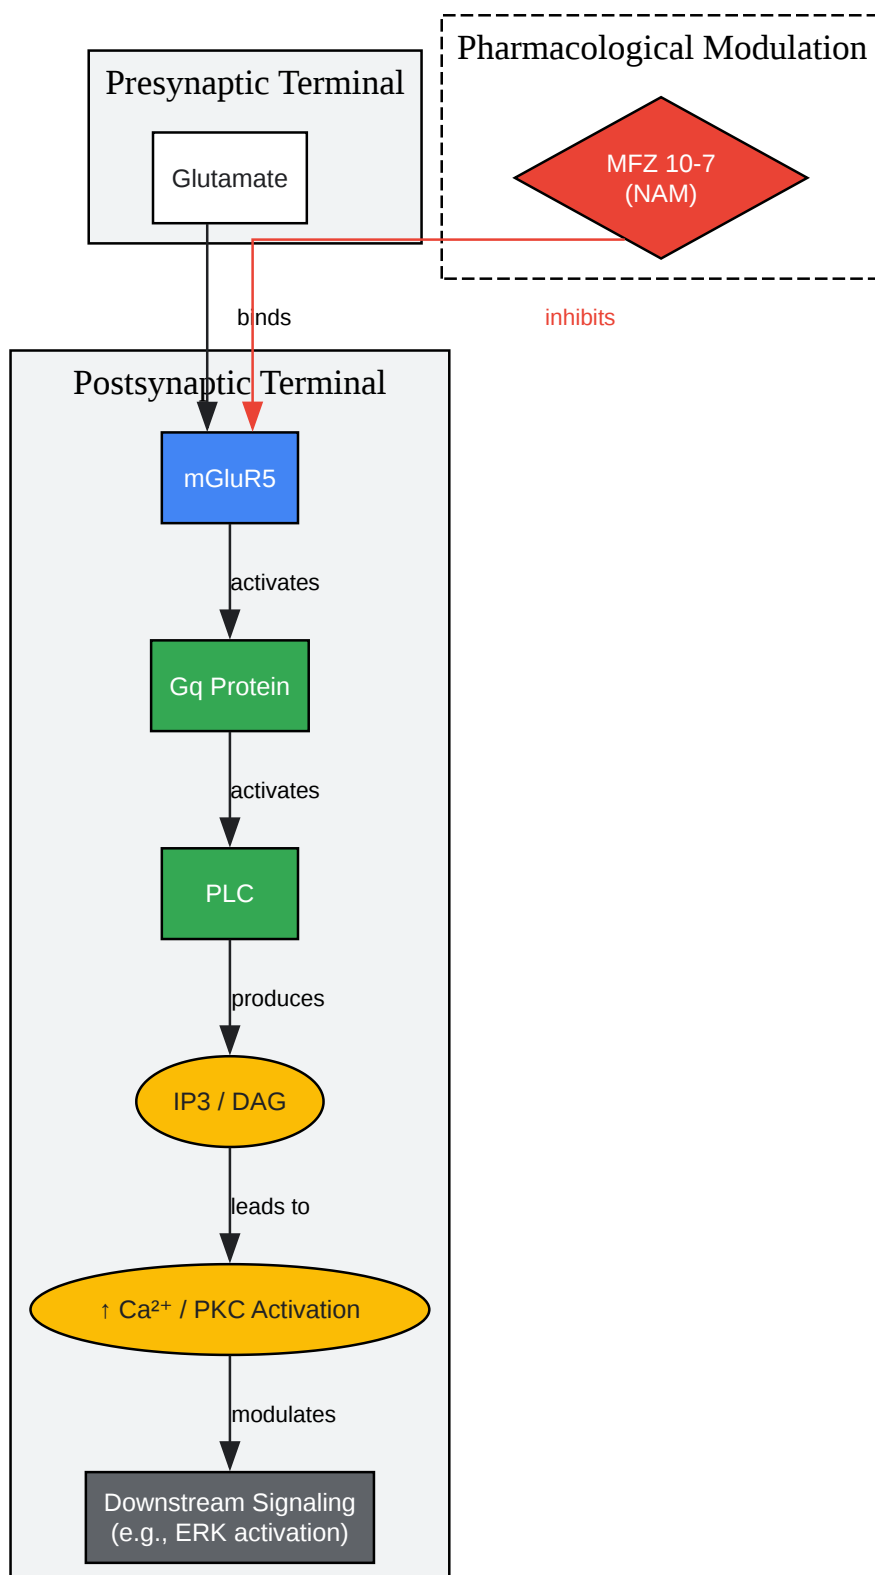 Pharmacological Modulation
Presynaptic Terminal
MFZ 10-7
(NAM)
Glutamate
binds
inhibits
Postsynaptic Terminal
mGluR5
activates
Gq Protein
activates
PLC
produces
IP3 / DAG
leads to
↑ Ca²⁺ / PKC Activation
modulates
Downstream Signaling
(e.g., ERK activation)